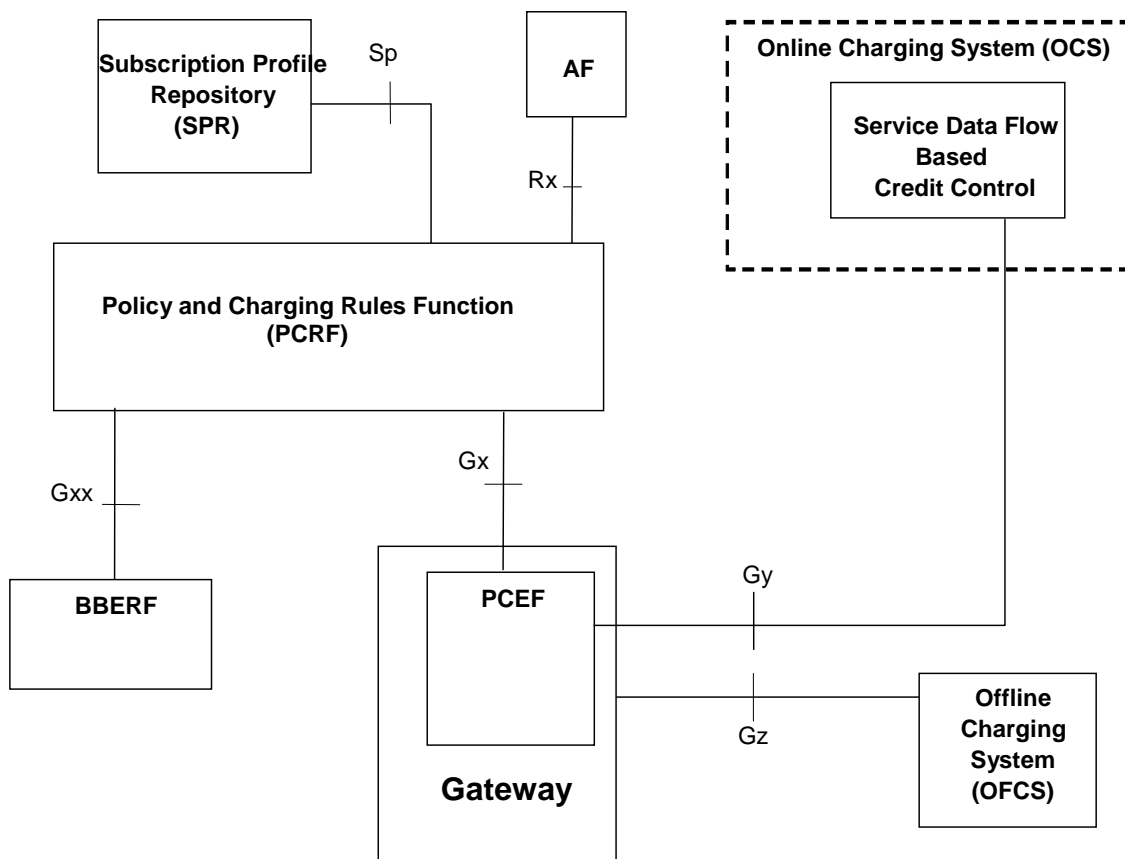 Subscription Profile
Repository
(SPR)
Sp
AF
Rx
Online Charging System (OCS)
Service Data Flow
Based
Credit Control
Policy and Charging Rules Function
(PCRF)
Gxx
Gx
BBERF
PCEF
Gateway
Gy
Gz
Offline
Charging
System
(OFCS)